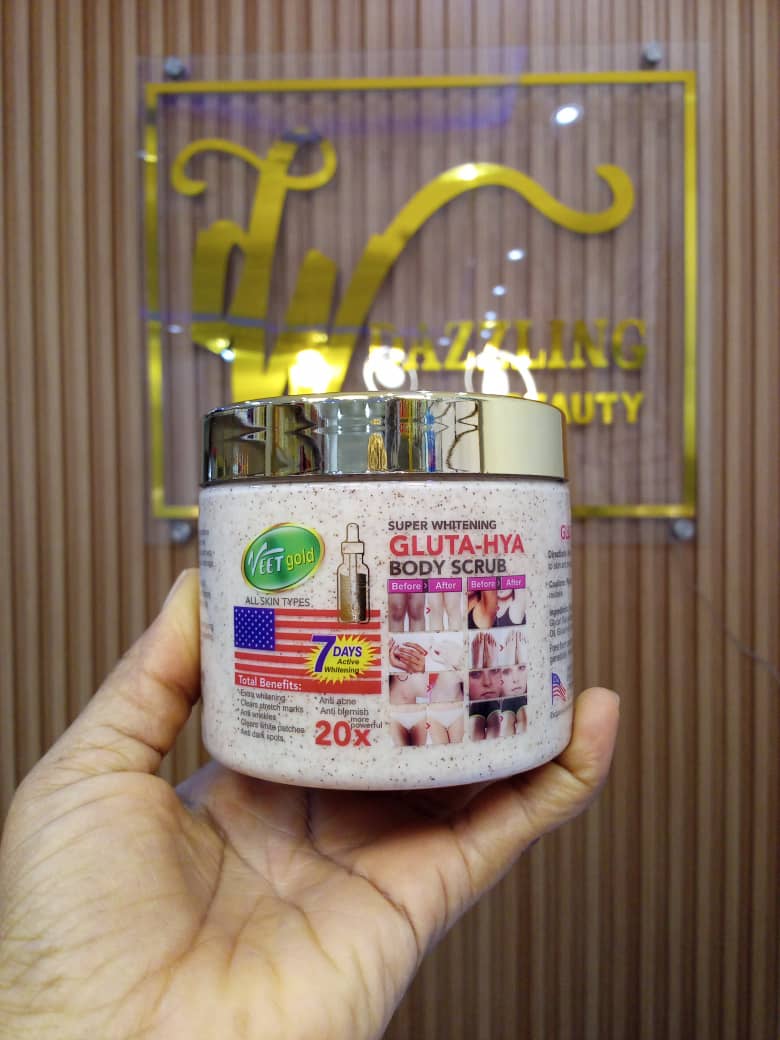 DAZZLING
BEAUTY
VEET gold
ALL SKIN TYPES
SUPER WHITENING
GLUTA-HYA
BODY SCRUB
Before After Before After
7 DAYS
Active
Whitening
Total Benefits:
*Extra whitening
*Clears stretch marks
*Anti wrinkles
*Clears white patches
*Anti dark spots.
*Anti acne
*Anti blemish
20x more powerful